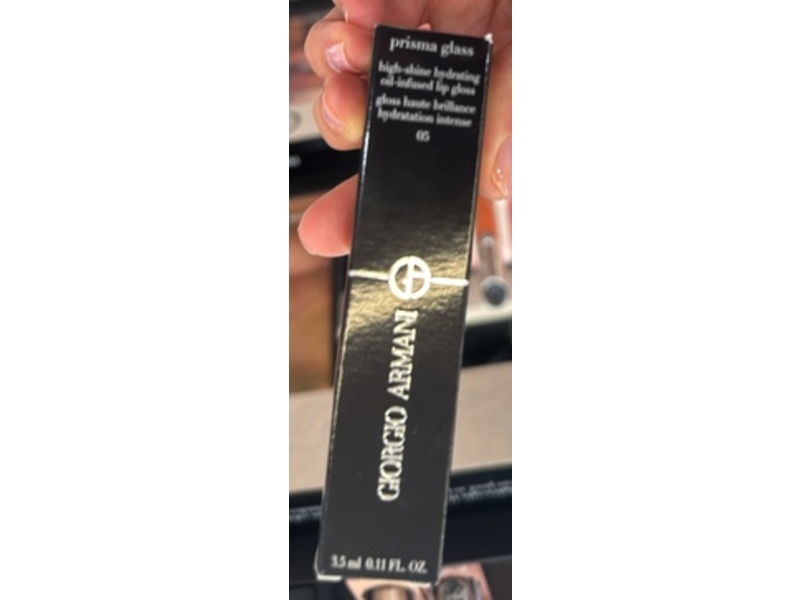 prisma glass
high-shine hydrating
oil-infused lip gloss
gloss haute brillance
hydratation intense
05
GIORGIO ARMANI
3.5 ml 0.11 FL. OZ.